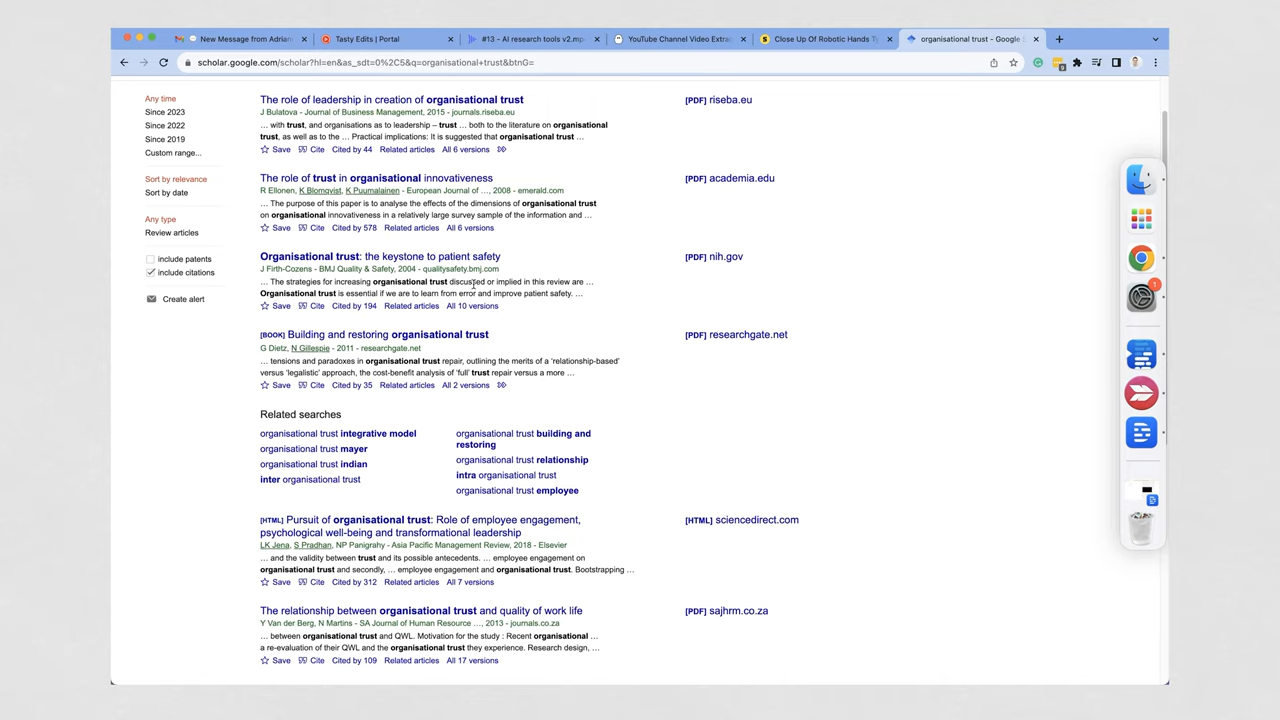 New Message from Adrian
Tasty Edits | Portal
#13 - AI research tools v2.mp
YouTube Channel Video Extra
Close Up Of Robotic Hands Ty
organisational trust - Google S
scholar.google.com/scholar?hl=en&as_sdt=0%2C5&q=organisational+trust&btnG=
Any time
Since 2023
Since 2022
Since 2019
Custom range...
Sort by relevance
Sort by date
Any type
Review articles
include patents
include citations
Create alert
The role of leadership in creation of organisational trust
J Bulatova - Journal of Business Management, 2015 - journals.riseba.eu
... with trust, and organisations as to leadership – trust ... both to the literature on organisational
trust, as well as to the ... Practical implications: It is suggested that organisational trust ...
Save Cite Cited by 44 Related articles All 6 versions
[PDF] riseba.eu
The role of trust in organisational innovativeness
R Ellonen, K Blomqvist, K Puumalainen - European Journal of ..., 2008 - emerald.com
... The purpose of this paper is to analyse the effects of the dimensions of organisational trust
on organisational innovativeness in a relatively large survey sample of the information and ...
Save Cite Cited by 578 Related articles All 6 versions
[PDF] academia.edu
Organisational trust: the keystone to patient safety
J Firth-Cozens - BMJ Quality & Safety, 2004 - qualitysafety.bmj.com
... The strategies for increasing organisational trust discussed or implied in this review are ...
Organisational trust is essential if we are to learn from error and improve patient safety. ...
Save Cite Cited by 194 Related articles All 10 versions
[PDF] nih.gov
[BOOK] Building and restoring organisational trust
G Dietz, N Gillespie - 2011 - researchgate.net
... tensions and paradoxes in organisational trust repair, outlining the merits of a 'relationship-based'
versus 'legalistic' approach, the cost-benefit analysis of 'full' trust repair versus a more ...
Save Cite Cited by 35 Related articles All 2 versions
[PDF] researchgate.net
Related searches
organisational trust integrative model
organisational trust mayer
organisational trust indian
inter organisational trust
organisational trust building and
restoring
organisational trust relationship
intra organisational trust
organisational trust employee
[HTML] Pursuit of organisational trust: Role of employee engagement,
psychological well-being and transformational leadership
LK Jena, S Pradhan, NP Panigrahy - Asia Pacific Management Review, 2018 - Elsevier
... and the validity between trust and its possible antecedents. ... employee engagement on
organisational trust and secondly, ... employee engagement and organisational trust. Bootstrapping ...
Save Cite Cited by 312 Related articles All 7 versions
[HTML] sciencedirect.com
The relationship between organisational trust and quality of work life
Y Van der Berg, N Martins - SA Journal of Human Resource ..., 2013 - journals.co.za
... between organisational trust and QWL. Motivation for the study : Recent organisational ...
a re-evaluation of their QWL and the organisational trust they experience. Research design, ...
Save Cite Cited by 109 Related articles All 17 versions
[PDF] sajhrm.co.za
1